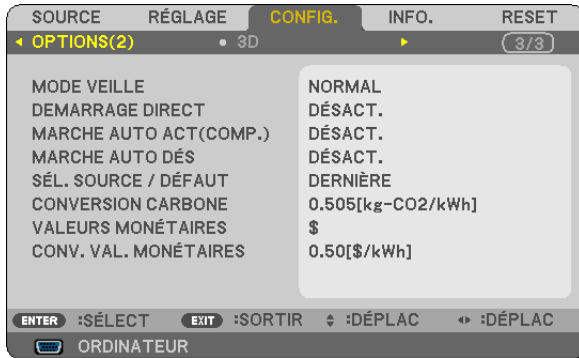 SOURCE RÉGLAGE CONFIG. INFO. RESET
OPTIONS(2) 3D 3/3
MODE VEILLE NORMAL
DEMARRAGE DIRECT DÉSACT.
MARCHE AUTO ACT(COMP.) DÉSACT.
MARCHE AUTO DÉS DÉSACT.
SÉL. SOURCE / DÉFAUT DERNIÈRE
CONVERSION CARBONE 0.505[kg-CO2/kWh]
VALEURS MONÉTAIRES $
CONV. VAL. MONÉTAIRES 0.50[$/kWh]
ENTER :SÉLECT EXIT :SORTIR :DÉPLAC :DÉPLAC
ORDINATEUR